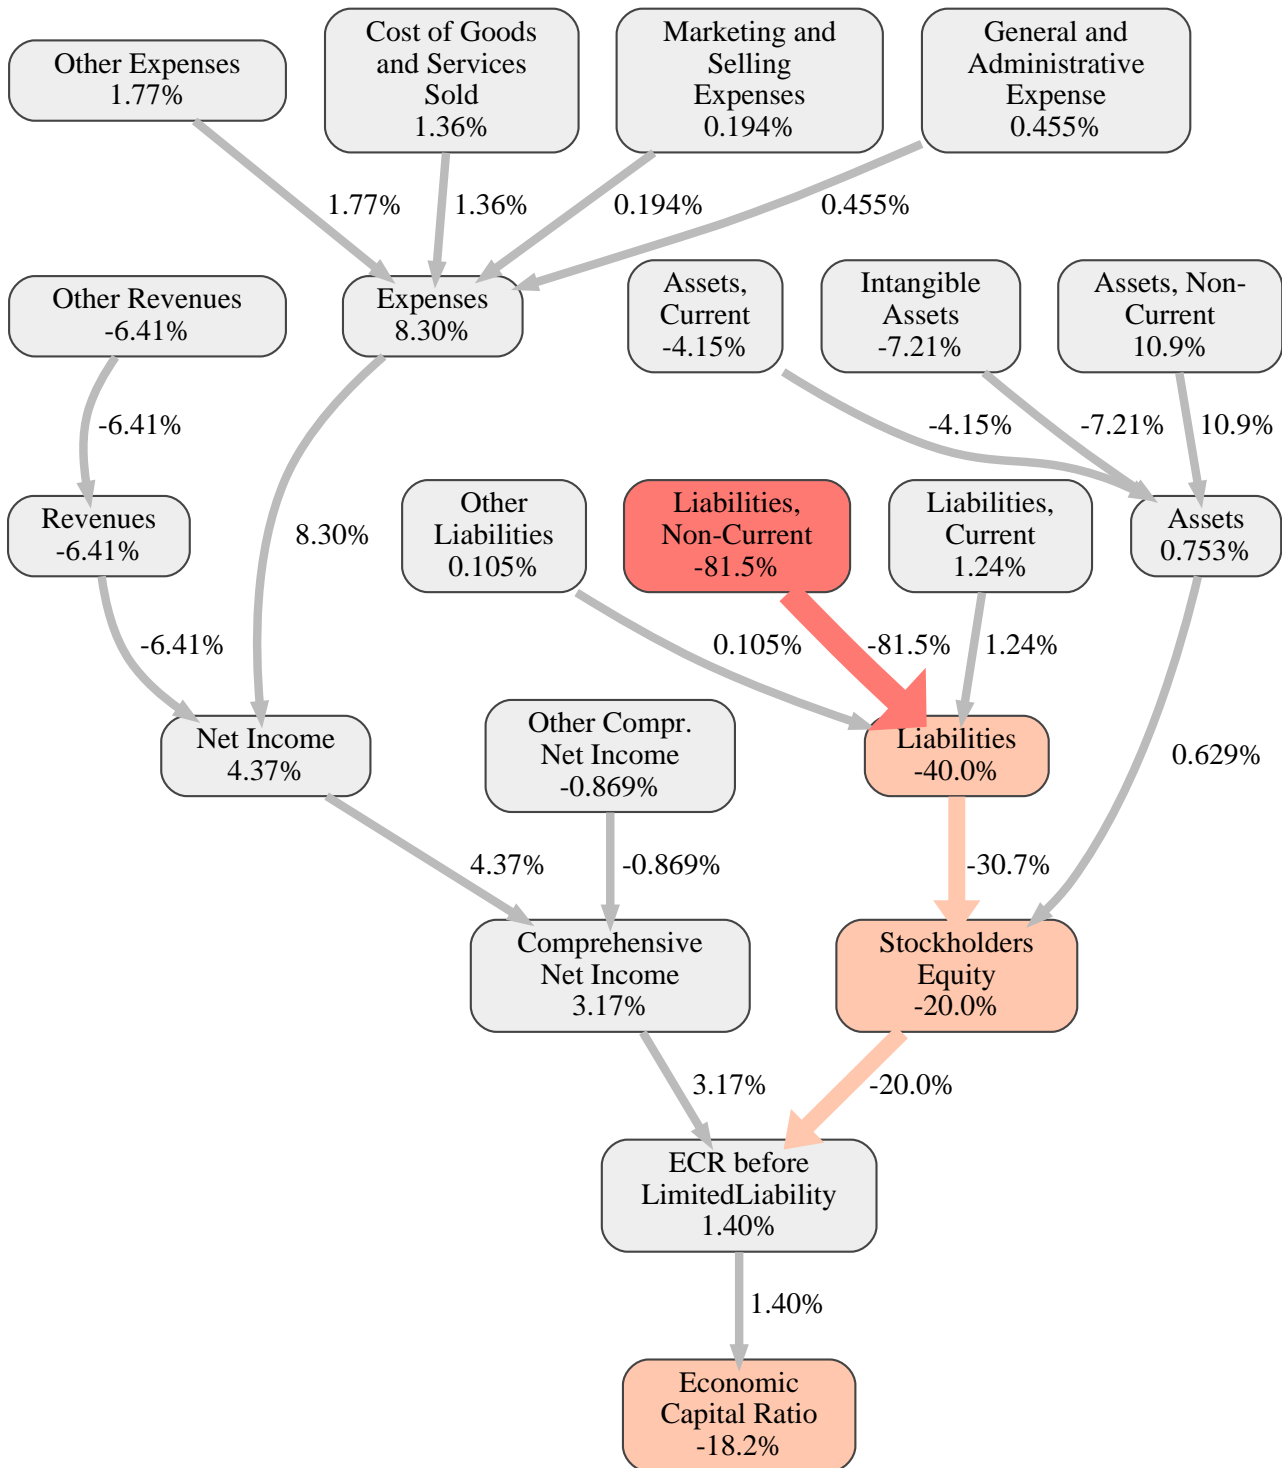 Other Expenses
1.77%
Cost of Goods
and Services
Sold
1.36%
Marketing and
Selling
Expenses
0.194%
General and
Administrative
Expense
0.455%
1.77%
1.36%
0.194%
0.455%
Other Revenues
-6.41%
Expenses
8.30%
Assets,
Current
-4.15%
Intangible
Assets
-7.21%
Assets, Non-
Current
10.9%
-6.41%
8.30%
-4.15%
-7.21%
10.9%
Revenues
-6.41%
Other
Liabilities
0.105%
Liabilities,
Non-Current
-81.5%
Liabilities,
Current
1.24%
Assets
0.753%
-6.41%
0.105%
-81.5%
1.24%
0.629%
Net Income
4.37%
Other Compr.
Net Income
-0.869%
Liabilities
-40.0%
4.37%
-0.869%
-30.7%
Comprehensive
Net Income
3.17%
Stockholders
Equity
-20.0%
3.17%
-20.0%
ECR before
LimitedLiability
1.40%
1.40%
Economic
Capital Ratio
-18.2%